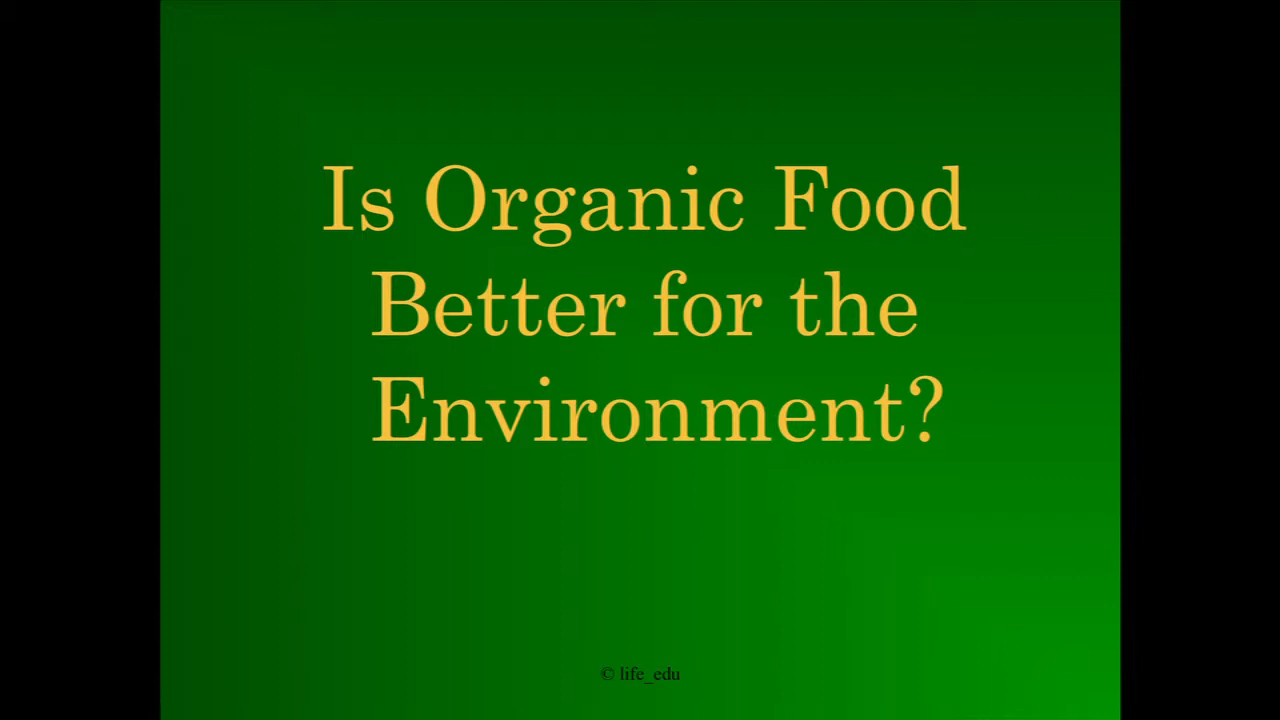 Is Organic Food
Better for the
Environment?
© life_edu